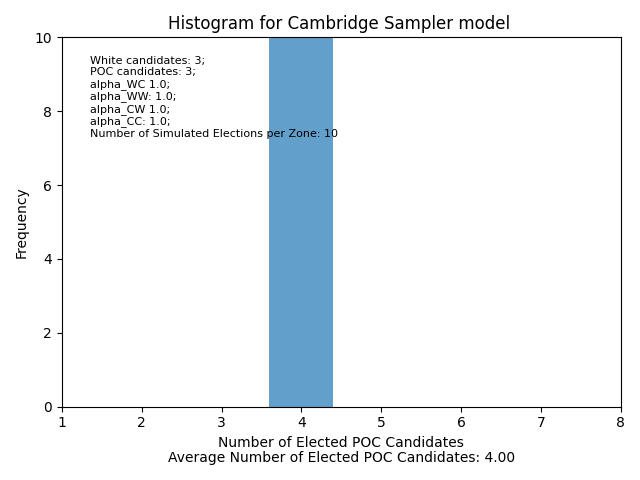 Histogram for Cambridge Sampler model
10
8
6
4
2
0
Frequency
White candidates: 3;
POC candidates: 3;
alpha_WC 1.0;
alpha_WW: 1.0;
alpha_CW 1.0;
alpha_CC: 1.0;
Number of Simulated Elections per Zone: 10
1 2 3 4 5 6 7 8
Number of Elected POC Candidates
Average Number of Elected POC Candidates: 4.00